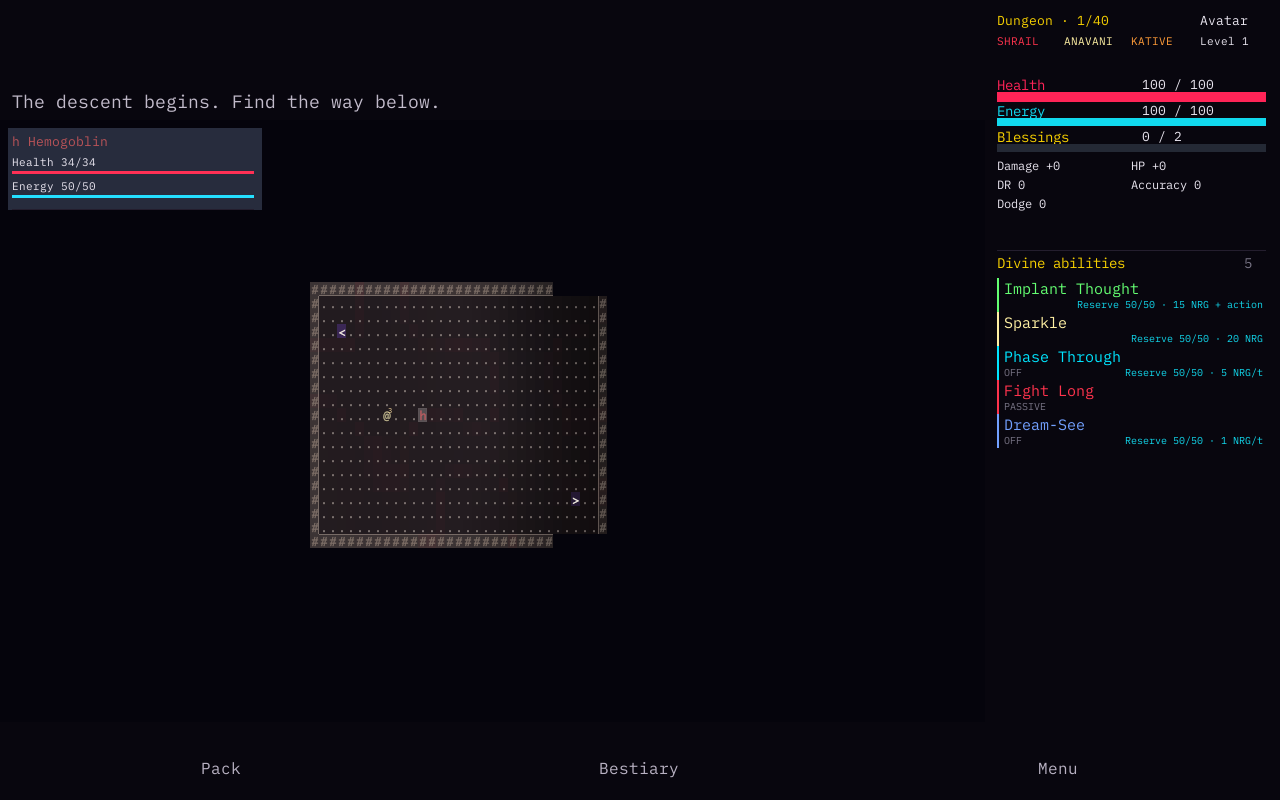 Dungeon · 1/40 Avatar
SHRAIL ANAVANI KATIVE Level 1
The descent begins. Find the way below.
h Hemogoblin
Health 34/34
Energy 50/50
Health 100 / 100
Energy 100 / 100
Blessings 0 / 2
Damage +0 HP +0
DR 0 Accuracy 0
Dodge 0
Divine abilities 5
Implant Thought
Reserve 50/50 · 15 NRG + action
Sparkle
Reserve 50/50 · 20 NRG
Phase Through
OFF Reserve 50/50 · 5 NRG/t
Fight Long
PASSIVE
Dream-See
OFF Reserve 50/50 · 1 NRG/t
<
@ h
>
Pack Bestiary Menu